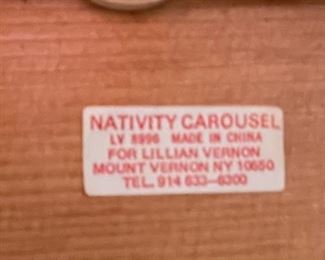 NATIVITY CAROUSEL
LV 8996 MADE IN CHINA
FOR LILLIAN VERNON
MOUNT VERNON NY 10550
TEL. 914 633-6300